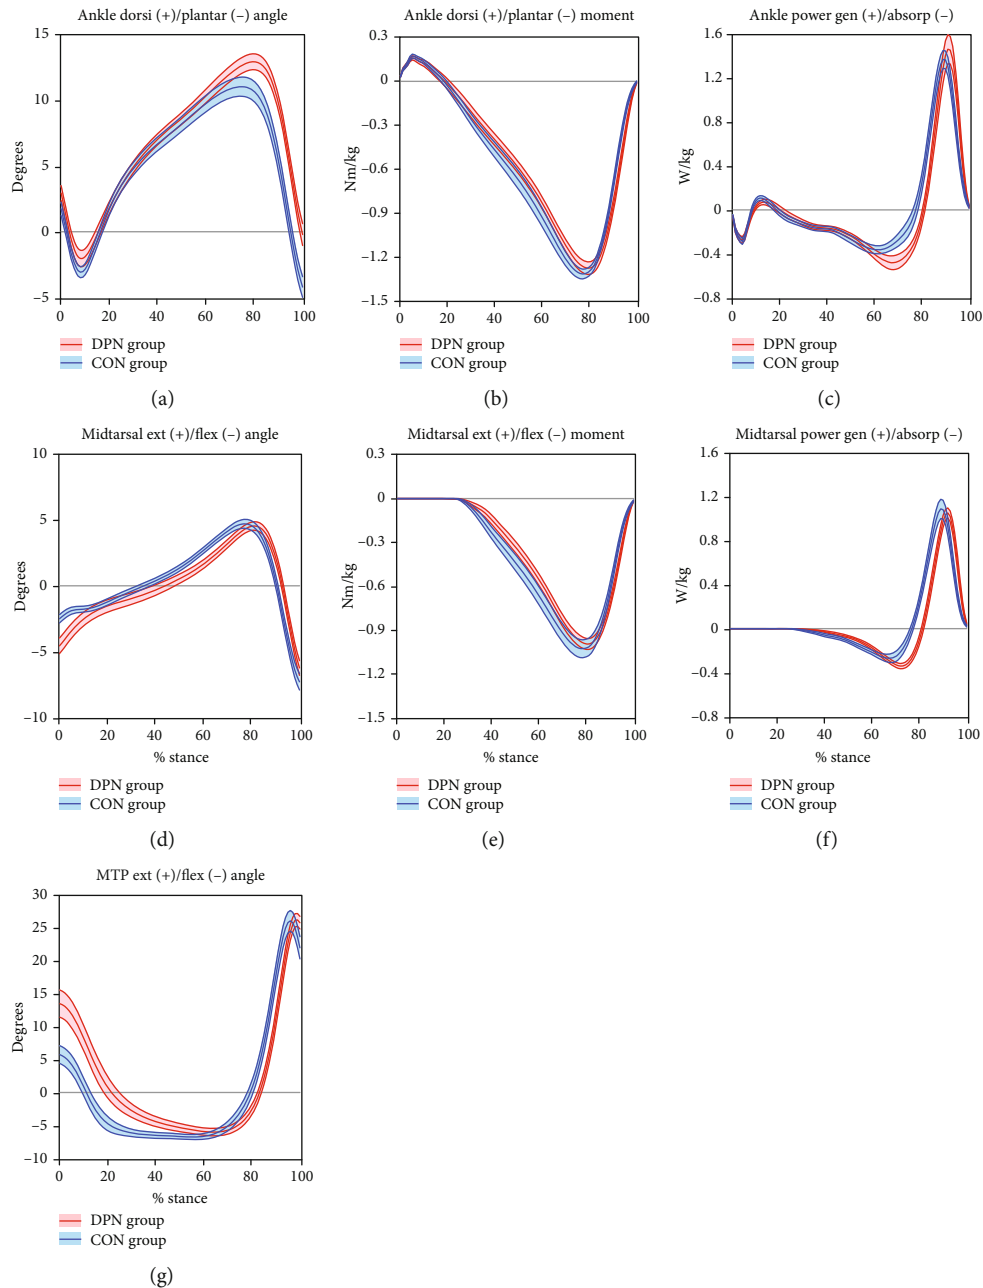 Ankle dorsi (+)/plantar (−) angle
15
10
5
0
−5
Degrees
0 20 40 60 80 100
DPN group
CON group
(a)
Ankle dorsi (+)/plantar (−) moment
0.3
0
−0.3
−0.6
−0.9
−1.2
−1.5
Nm/kg
0 20 40 60 80 100
DPN group
CON group
(b)
Ankle power gen (+)/absorp (−)
1.6
1.2
1.6
0.4
0
−0.4
−0.8
W/kg
0 20 40 60 80 100
DPN group
CON group
(c)
Midtarsal ext (+)/flex (−) angle
10
5
0
−5
−10
Degrees
0 20 40 60 80 100
% stance
DPN group
CON group
(d)
Midtarsal ext (+)/flex (−) moment
0.3
0
−0.3
−0.6
−0.9
−1.2
−1.5
Nm/kg
0 20 40 60 80 100
% stance
DPN group
CON group
(e)
Midtarsal power gen (+)/absorp (−)
1.6
1.2
0.4
0
−0.4
−0.8
W/kg
0 20 40 60 80 100
% stance
DPN group
CON group
(f)
MTP ext (+)/flex (−) angle
30
25
20
15
10
5
0
−5
−10
Degrees
0 20 40 60 80 100
% stance
DPN group
CON group
(g)